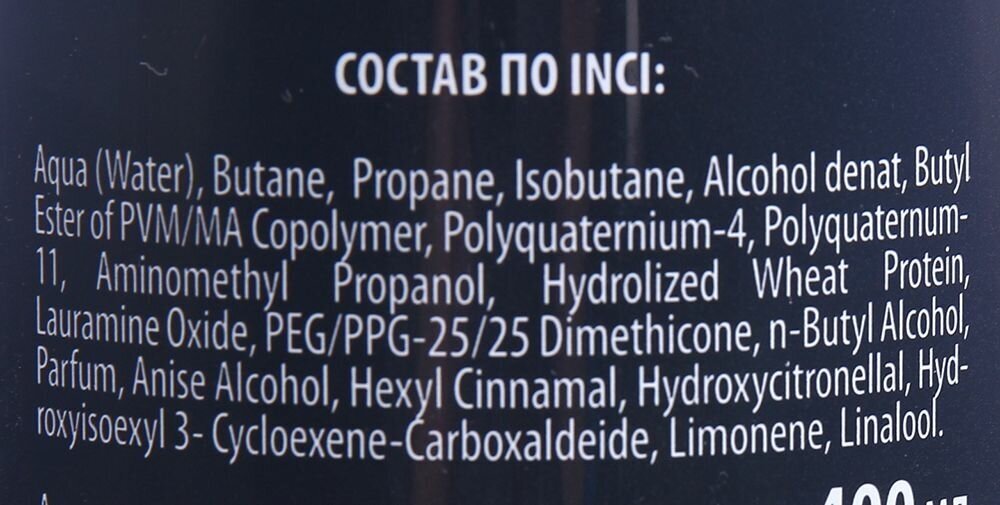 СОСТАВ ПО INCI:
Aqua (Water), Butane, Propane, Isobutane, Alcohol denat, Butyl
Ester of PVM/MA Copolymer, Polyquaternium-4, Polyquaternum-
11, Aminomethyl Propanol, Hydrolized Wheat Protein,
Lauramine Oxide, PEG/PPG-25/25 Dimethicone, n-Butyl Alcohol,
Parfum, Anise Alcohol, Hexyl Cinnamal, Hydroxycitronellal, Hyd-
roxyisoexyl 3- Cycloexene-Carboxaldeide, Limonene, Linalool.